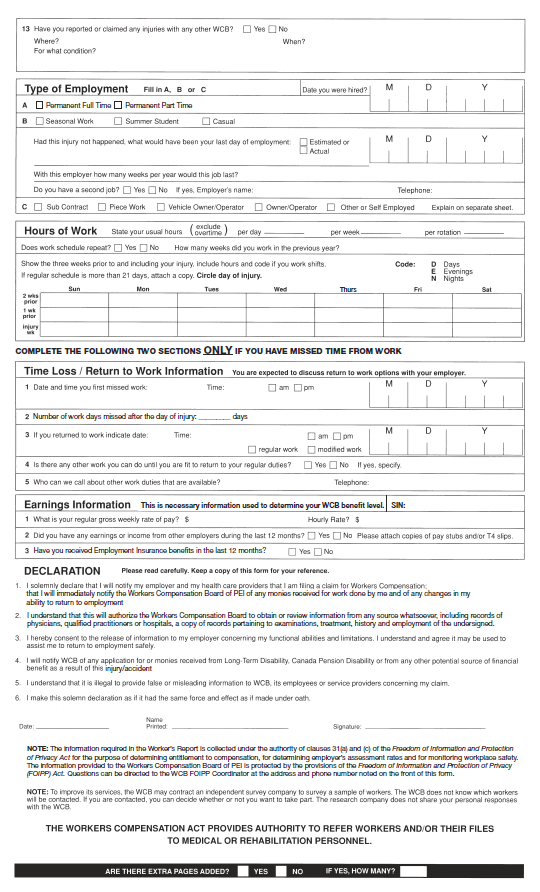 13 Have you reported or claimed any injuries with any other WCB? Yes No
Where? When?
For what condition?
Type of Employment Fill in A, B or C Date you were hired? M D Y
A Permanent Full Time Permanent Part Time
B Seasonal Work Summer Student Casual
Had this injury not happened, what would have been your last day of employment: Estimated or M D Y
Actual
With this employer how many weeks per year would this job last?
Do you have a second job? Yes No If yes, Employer's name: Telephone:
C Sub Contract Piece Work Vehicle Owner/Operator Owner/Operator Other or Self Employed Explain on separate sheet.
Hours of Work State your usual hours (exclude overtime) per day per week per rotation
Does work schedule repeat? Yes No How many weeks did you work in the previous year?
Show the three weeks prior to and including your injury, include hours and code if you work shifts. Code: D Days
E Evenings
If regular schedule is more than 21 days, attach a copy. Circle day of injury. N Nights
Sun Mon Tues Wed Thurs Fri Sat
2 wks prior
1 wk prior
injury wk
COMPLETE THE FOLLOWING TWO SECTIONS ONLY IF YOU HAVE MISSED TIME FROM WORK
Time Loss / Return to Work Information You are expected to discuss return to work options with your employer.
1 Date and time you first missed work: Time: am pm M D Y
2 Number of work days missed after the day of injury: days
3 If you returned to work indicate date: Time: am pm M D Y
regular work modified work
4 Is there any other work you can do until you are fit to return to your regular duties? Yes No If yes, specify.
5 Who can we call about other work duties that are available? Telephone:
Earnings Information This is necessary information used to determine your WCB benefit level. SIN:
1 What is your regular gross weekly rate of pay? $ Hourly Rate? $
2 Did you have any earnings or income from other employers during the last 12 months? Yes No Please attach copies of pay stubs and/or T4 slips.
3 Have you received Employment Insurance benefits in the last 12 months? Yes No
DECLARATION Please read carefully. Keep a copy of this form for your reference.
1. I solemnly declare that I will notify my employer and my health care providers that I am filing a claim for Workers Compensation;
that I will immediately notify the Workers Compensation Board of PEI of any monies received for work done by me and of any changes in my
ability to return to employment
2. I understand that this will authorize the Workers Compensation Board to obtain or review information from any source whatsoever, including records of
physicians, qualified practitioners or hospitals, a copy of records pertaining to examinations, treatment, history and employment of the undersigned.
3. I hereby consent to the release of information to my employer concerning my functional abilities and limitations. I understand and agree it may be used to
assist me to return to employment safely.
4. I will notify WCB of any application for or monies received from Long-Term Disability, Canada Pension Disability or from any other potential source of financial
benefit as a result of this injury/accident
5. I understand that it is illegal to provide false or misleading information to WCB, its employees or service providers concerning my claim.
6. I make this solemn declaration as if it had the same force and effect as if made under oath.
Date: Name Printed: Signature:
NOTE: The information required in the Worker's Report is collected under the authority of clauses 31(a) and (c) of the Freedom of Information and Protection
of Privacy Act for the purpose of determining entitlement to compensation, for determining employer's assessment rates and for monitoring workplace safety.
The information provided to the Workers Compensation Board of PEI is protected by the provisions of the Freedom of Information and Protection of Privacy
(FOIPP) Act. Questions can be directed to the WCB FOIPP Coordinator at the address and phone number noted on the front of this form.
NOTE: To improve its services, the WCB may contract an independent survey company to survey a sample of workers. The WCB does not know which workers
will be contacted. If you are contacted, you can decide whether or not you want to take part. The research company does not share your personal responses
with the WCB.
THE WORKERS COMPENSATION ACT PROVIDES AUTHORITY TO REFER WORKERS AND/OR THEIR FILES
TO MEDICAL OR REHABILITATION PERSONNEL.
ARE THERE EXTRA PAGES ADDED? YES NO IF YES, HOW MANY?